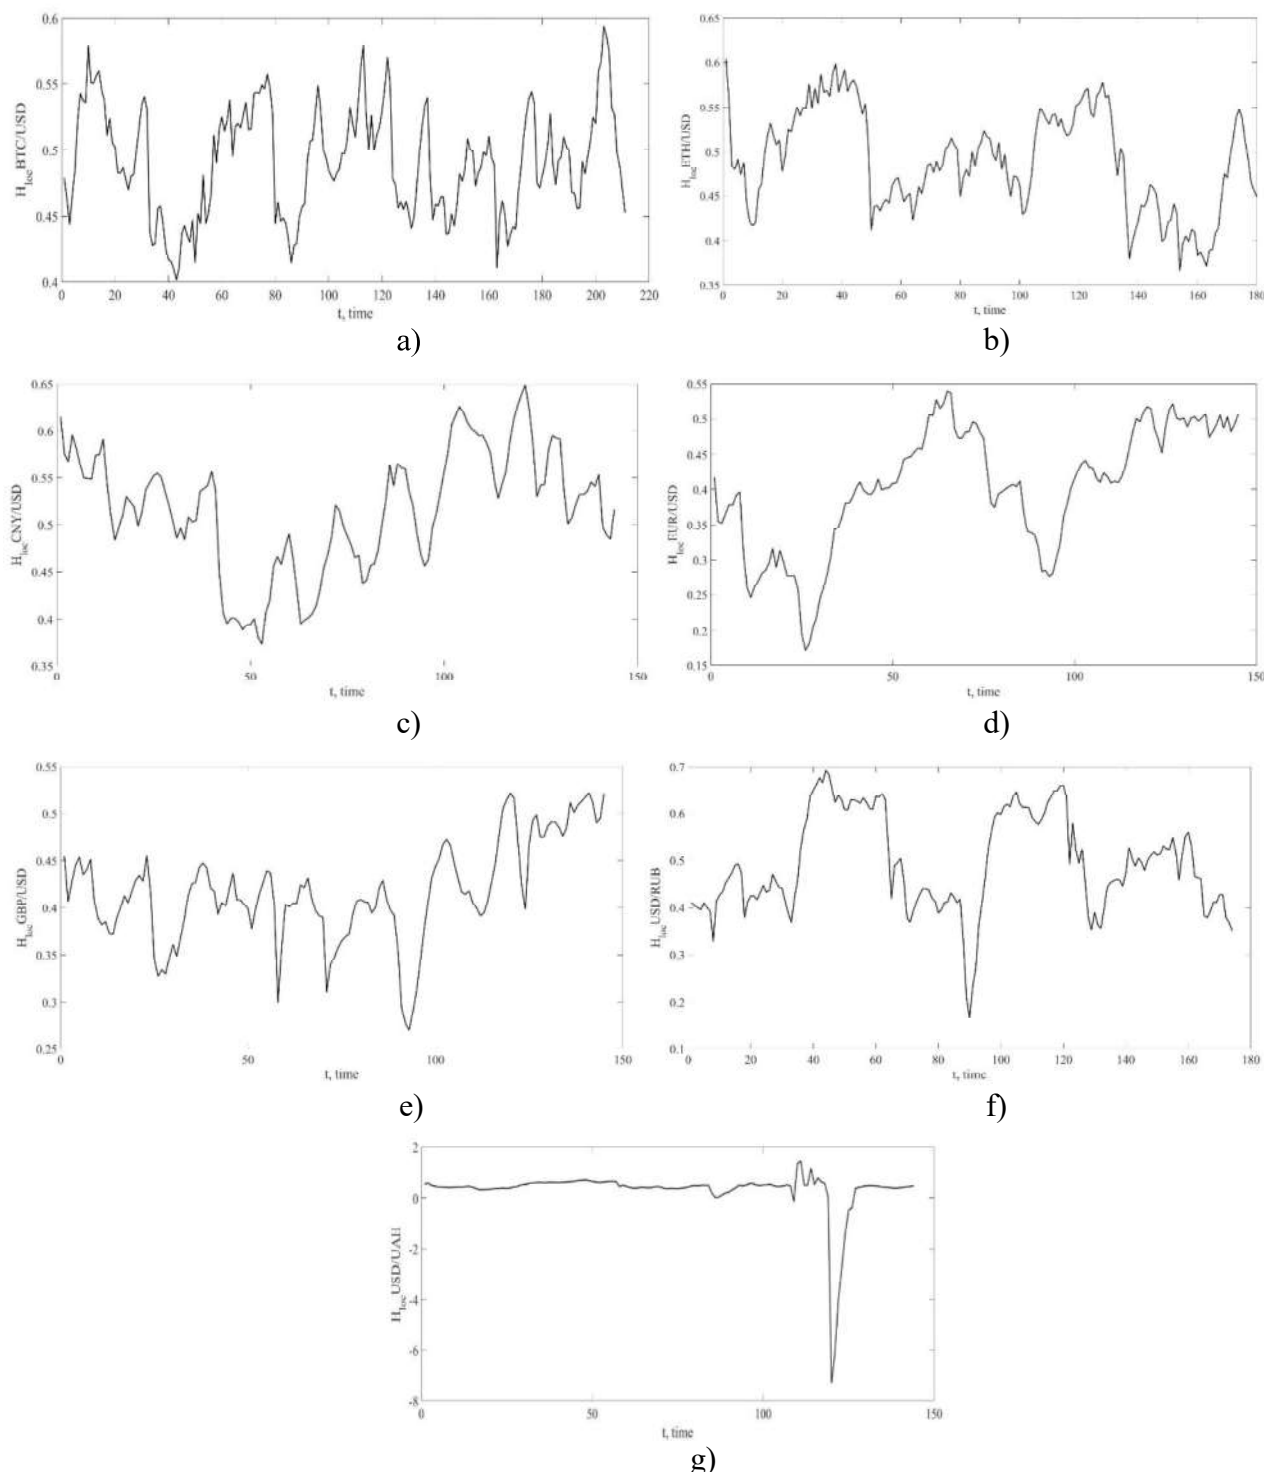 0.6
0.55
0.5
0.45
0.4
H_loc BTC/USD
0 20 40 60 80 100 120 140 160 180 200 220
t, time
a)
0.65
0.6
0.55
0.5
0.45
0.4
0.35
H_loc ETH/USD
0 20 40 60 80 100 120 140 160 180
t, time
b)
0.65
0.6
0.55
0.5
0.45
0.4
0.35
H_loc CNY/USD
0 50 100 150
t, time
c)
0.55
0.5
0.45
0.4
0.35
0.3
0.25
0.2
0.15
H_loc EUR/USD
0 50 100 150
t, time
d)
0.55
0.5
0.45
0.4
0.35
0.3
0.25
H_loc GBP/USD
0 50 100 150
t, time
e)
0.7
0.6
0.5
0.4
0.3
0.2
0.1
H_loc USD/RUB
0 20 40 60 80 100 120 140 160 180
t, time
f)
2
0
-2
-4
-6
-8
H_loc USD/UAH
0 50 100 150
t, time
g)